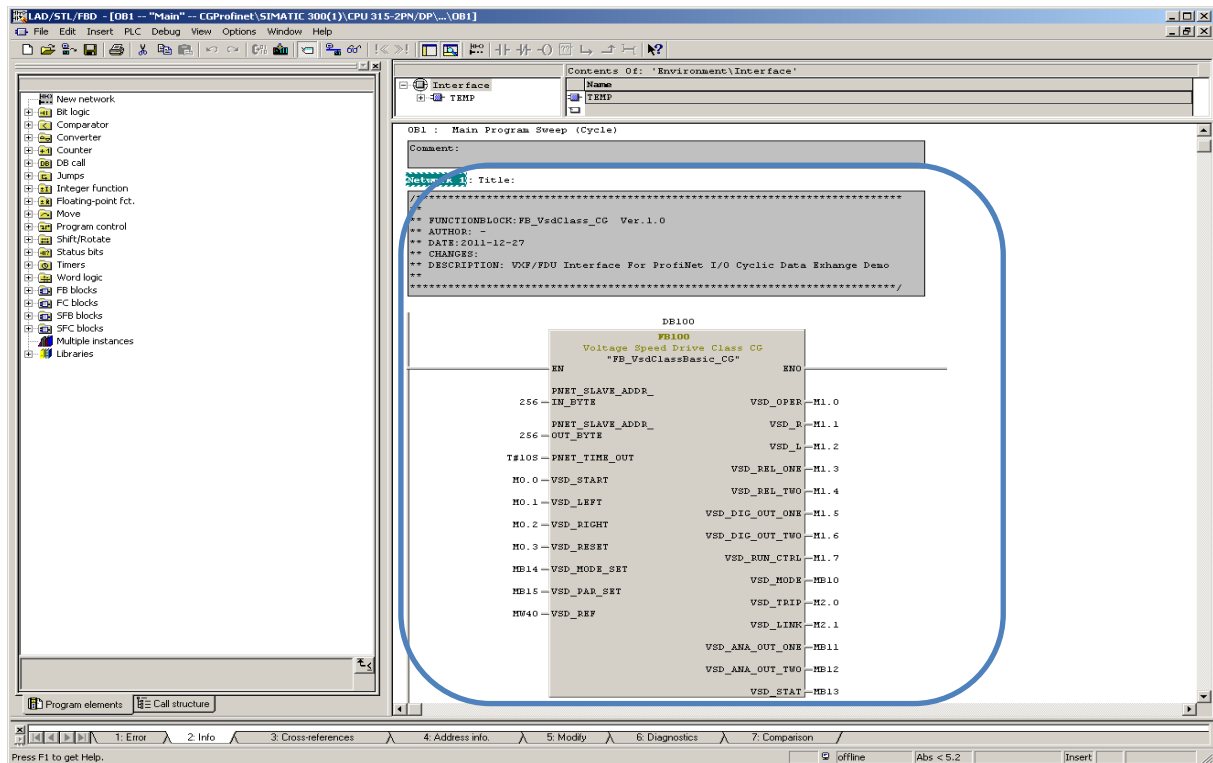 LAD/STL/FBD - [OB1 -- "Main" -- CGProfinet\SIMATIC 300(1)\CPU 315-2PN/DP\...\OB1]
File Edit Insert PLC Debug View Options Window Help
New network
Bit logic
Comparator
Converter
Counter
DB call
Jumps
Integer function
Floating-point fct.
Move
Program control
Shift/Rotate
Status bits
Timers
Word logic
FB blocks
FC blocks
SFB blocks
SFC blocks
Multiple instances
Libraries
Program elements Call structure
Contents Of: 'Environment\Interface'
Interface
TEMP
Name
TEMP
OB1 : Main Program Sweep (Cycle)
Comment:
Network 1: Title:
/*****************************************************************************
**
** FUNCTIONBLOCK:FB_VsdClass_CG Ver.1.0
** AUTHOR: -
** DATE:2011-12-27
** CHANGES:
** DESCRIPTION: VXF/FDU Interface For ProfiNet I/O Cyclic Data Exhange Demo
**
*****************************************************************************/
DB100
FB100
Voltage Speed Drive Class CG
"FB_VsdClassBasic_CG"
EN ENO
PNET_SLAVE_ADDR_
256 IN_BYTE VSD_OPER M1.0
PNET_SLAVE_ADDR_ VSD_R M1.1
256 OUT_BYTE
VSD_L M1.2
T#10S PNET_TIME_OUT
VSD_REL_ONE M1.3
M0.0 VSD_START
VSD_REL_TWO M1.4
M0.1 VSD_LEFT
VSD_DIG_OUT_ONE M1.5
M0.2 VSD_RIGHT
VSD_DIG_OUT_TWO M1.6
M0.3 VSD_RESET
VSD_RUN_CTRL M1.7
MB14 VSD_MODE_SET
VSD_MODE MB10
MB15 VSD_PAR_SET
VSD_TRIP M2.0
MW40 VSD_REF
VSD_LINK M2.1
VSD_ANA_OUT_ONE MB11
VSD_ANA_OUT_TWO MB12
VSD_STAT MB13
1: Error 2: Info 3: Cross-references 4: Address info. 5: Modify 6: Diagnostics 7: Comparison
Press F1 to get Help. offline Abs < 5.2 Insert